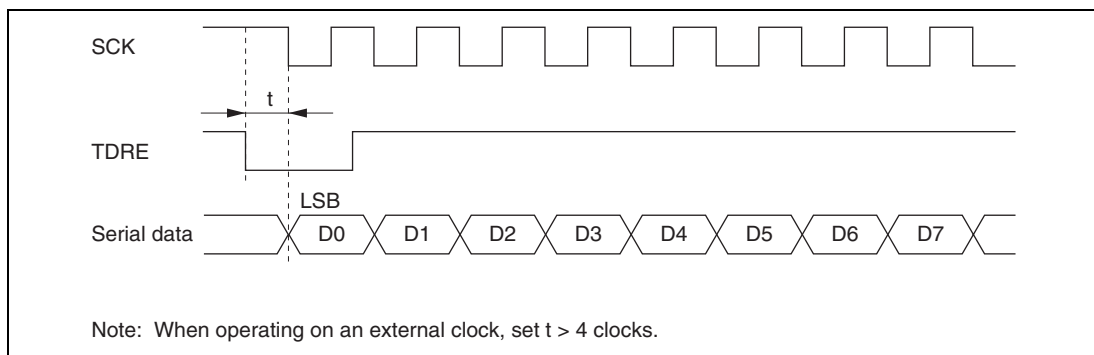 SCK
t
TDRE
LSB
Serial data D0 D1 D2 D3 D4 D5 D6 D7
Note: When operating on an external clock, set t > 4 clocks.